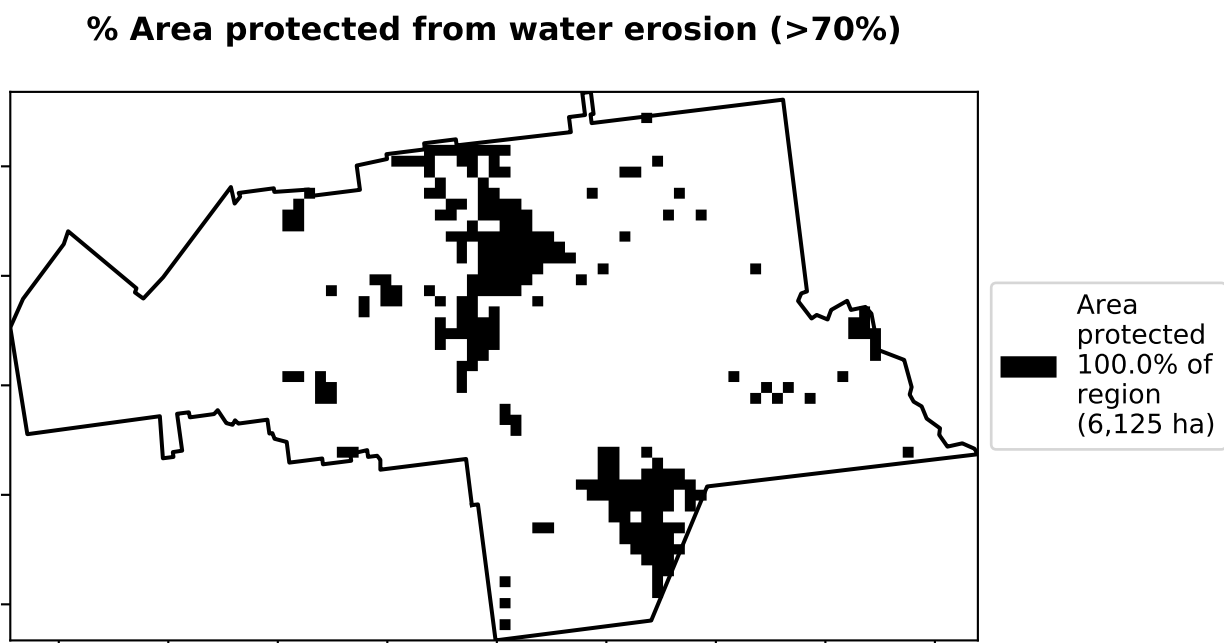 % Area protected from water erosion (>70%)
Area
protected
100.0% of
region
(6,125 ha)